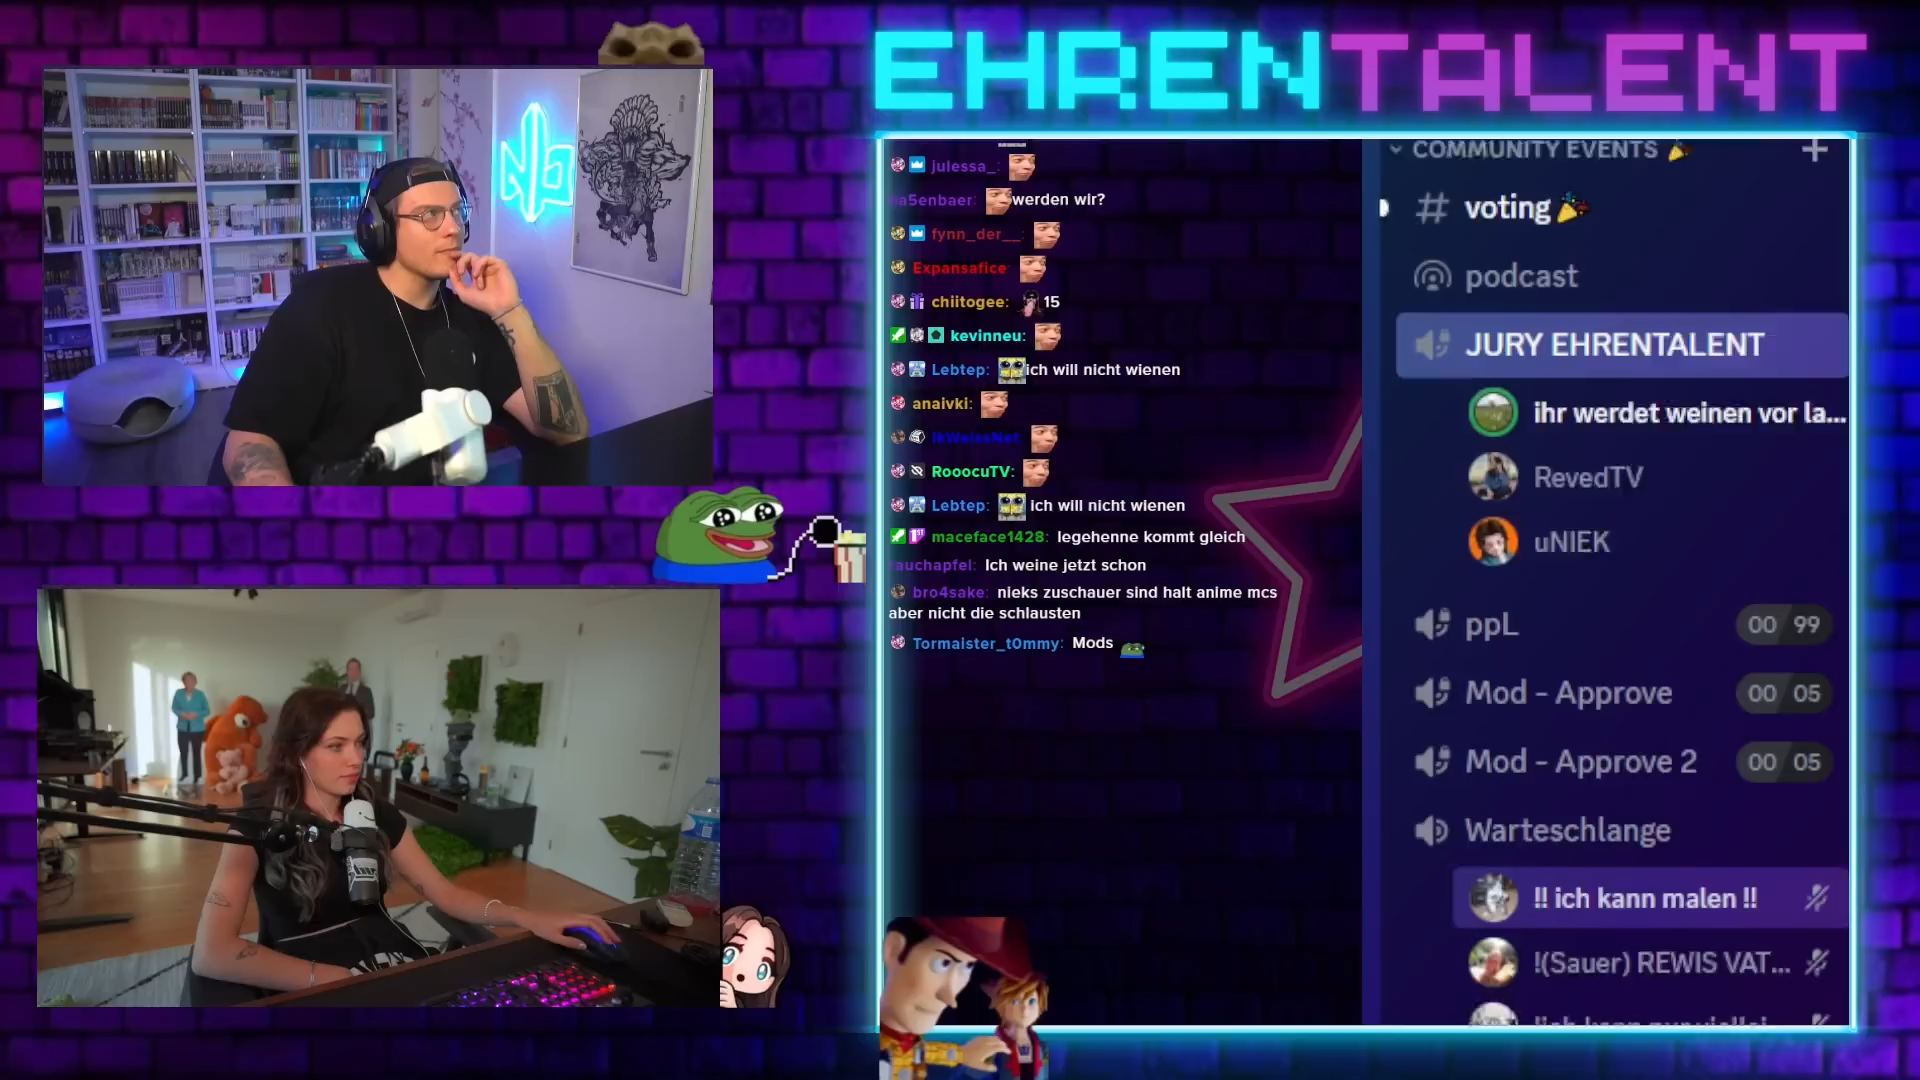 EHRENTALENT
julessa_:
a5enbaer: werden wir?
fynn_der__:
Expansafice:
chiitogee: 15
kevinneu:
Lebtep: ich will nicht wienen
anaivki:
IkWeissNet:
RooocuTV:
Lebtep: ich will nicht wienen
maceface1428: legehenne kommt gleich
auchapfel: Ich weine jetzt schon
bro4sake: nieks zuschauer sind halt anime mcs
aber nicht die schlausten
Tormaister_t0mmy: Mods
COMMUNITY EVENTS
# voting
podcast
JURY EHRENTALENT
ihr werdet weinen vor la...
RevedTV
uNIEK
ppL 00 99
Mod - Approve 00 05
Mod - Approve 2 00 05
Warteschlange
!! ich kann malen !!
!(Sauer) REWIS VAT...